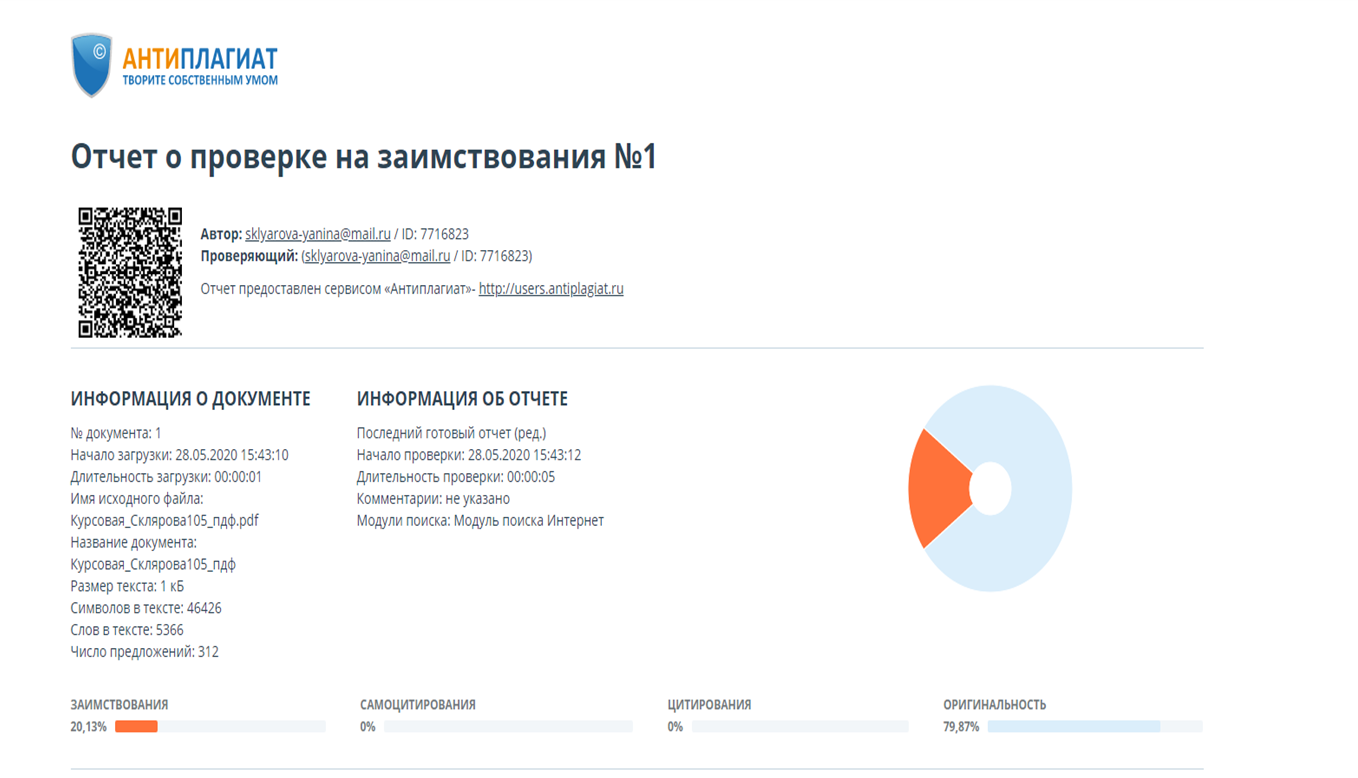 АНТИПЛАГИАТ
ТВОРИТЕ СОБСТВЕННЫМ УМОМ
Отчет о проверке на заимствования №1
Автор: sklyarova-yanina@mail.ru / ID: 7716823
Проверяющий: (sklyarova-yanina@mail.ru / ID: 7716823)
Отчет предоставлен сервисом «Антиплагиат»- http://users.antiplagiat.ru
ИНФОРМАЦИЯ О ДОКУМЕНТЕ
№ документа: 1
Начало загрузки: 28.05.2020 15:43:10
Длительность загрузки: 00:00:01
Имя исходного файла:
Курсовая_Склярова105_пдф.pdf
Название документа:
Курсовая_Склярова105_пдф
Размер текста: 1 кБ
Символов в тексте: 46426
Слов в тексте: 5366
Число предложений: 312
ИНФОРМАЦИЯ ОБ ОТЧЕТЕ
Последний готовый отчет (ред.)
Начало проверки: 28.05.2020 15:43:12
Длительность проверки: 00:00:05
Комментарии: не указано
Модули поиска: Модуль поиска Интернет
ЗАИМСТВОВАНИЯ
20,13%
САМОЦИТИРОВАНИЯ
0%
ЦИТИРОВАНИЯ
0%
ОРИГИНАЛЬНОСТЬ
79,87%